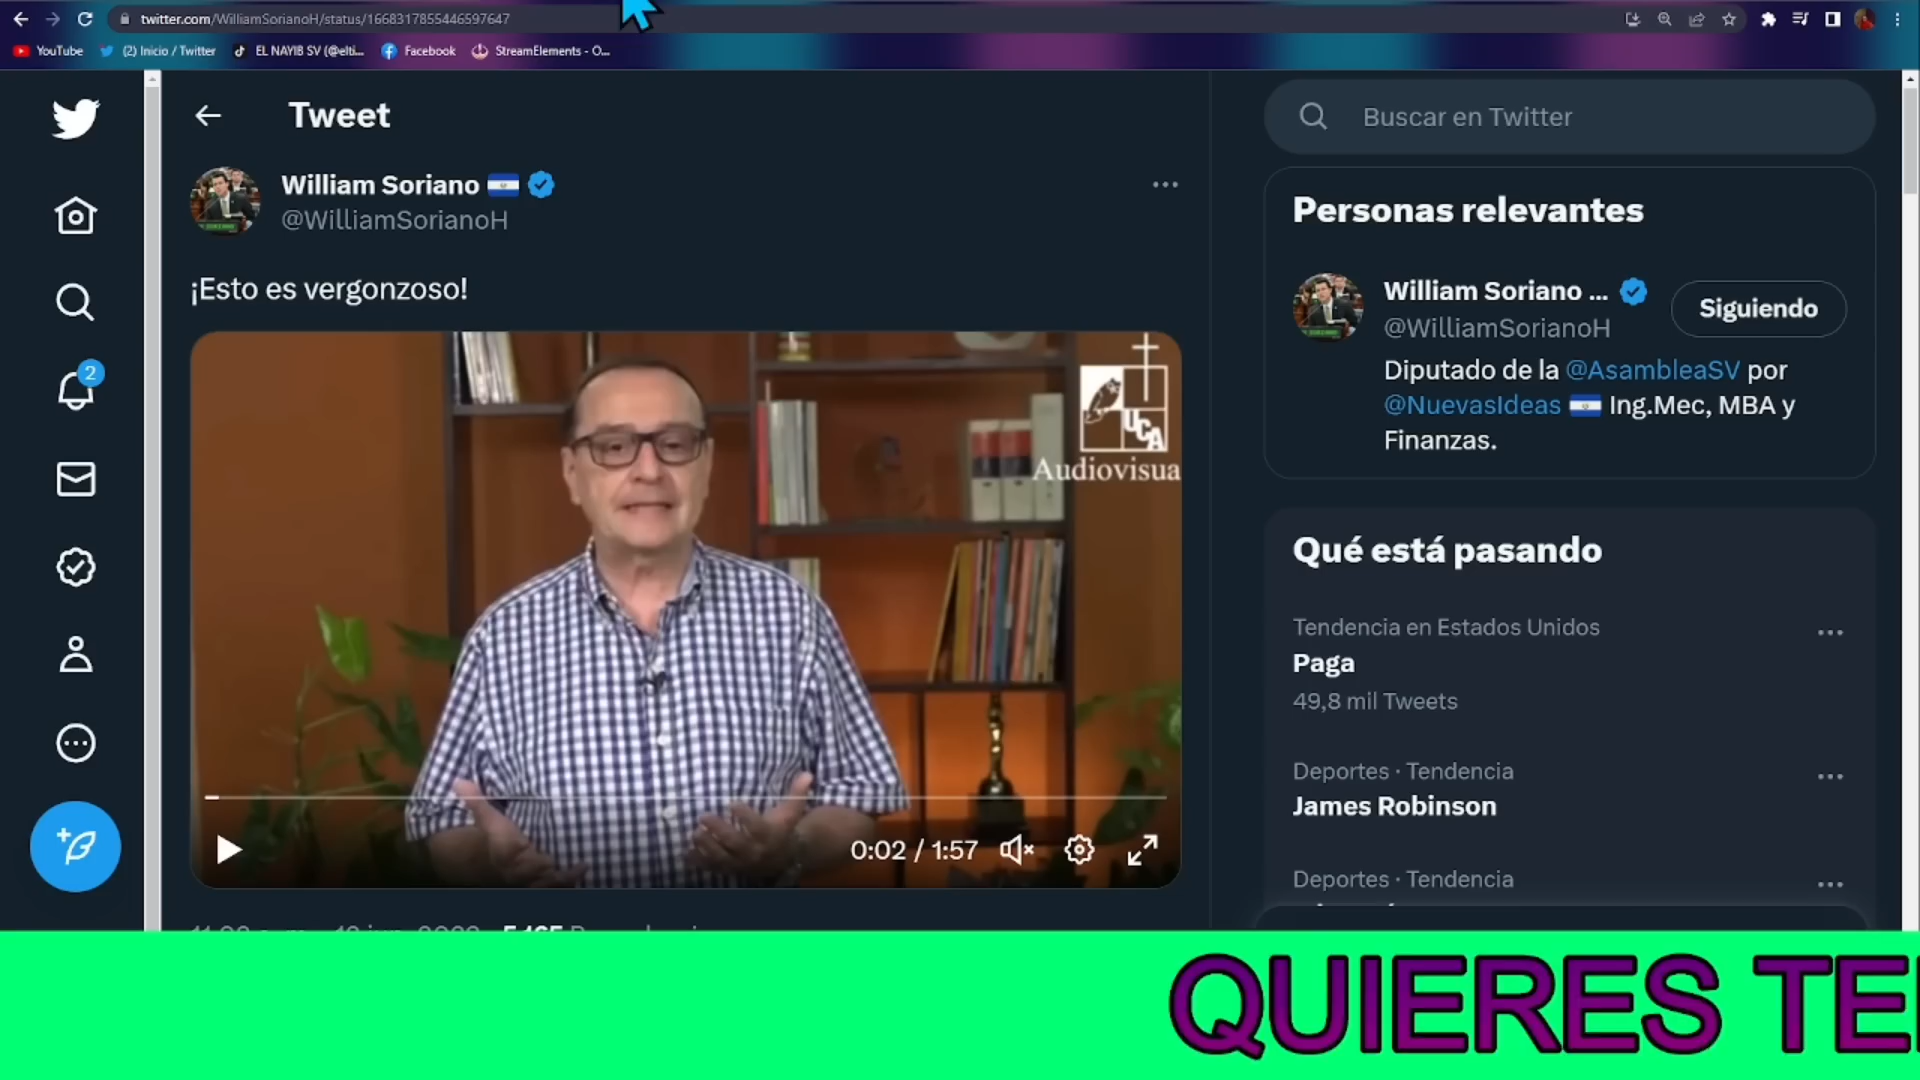 twitter.com/WilliamSorianoH/status/1668317855446597647
YouTube
(2) Inicio / Twitter
EL NAYIB SV (@elti...
Facebook
StreamElements - O...
Tweet
William Soriano
@WilliamSorianoH
¡Esto es vergonzoso!
UCA
Audiovisua
0:02 / 1:57
2
Buscar en Twitter
Personas relevantes
William Soriano ...
@WilliamSorianoH
Siguiendo
Diputado de la @AsambleaSV por
@NuevasIdeas Ing.Mec, MBA y
Finanzas.
Qué está pasando
Tendencia en Estados Unidos
Paga
49,8 mil Tweets
Deportes · Tendencia
James Robinson
Deportes · Tendencia
QUIERES TE